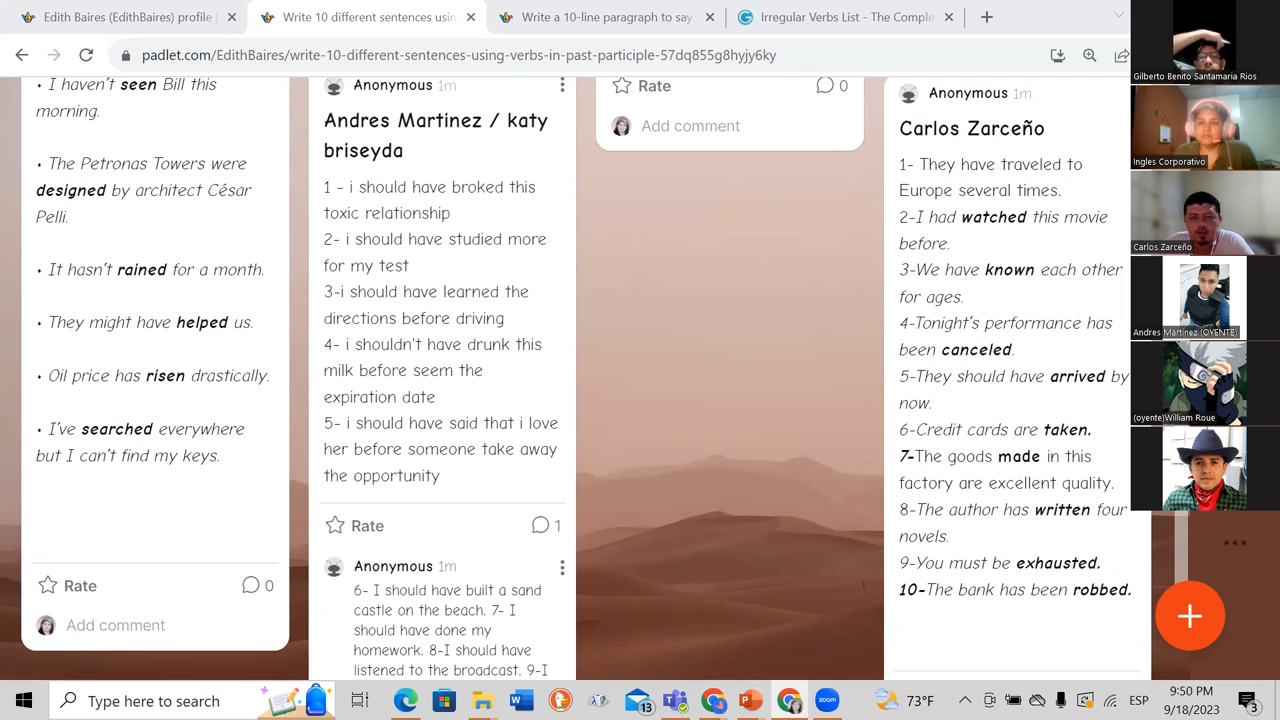 Edith Baires (EdithBaires) profile |
Write 10 different sentences usin
Write a 10-line paragraph to say
Irregular Verbs List - The Comple
padlet.com/EdithBaires/write-10-different-sentences-using-verbs-in-past-participle-57dq855g8hyjy6ky
• I haven't seen Bill this
morning.
• The Petronas Towers were
designed by architect César
Pelli.
• It hasn't rained for a month.
• They might have helped us.
• Oil price has risen drastically.
• I've searched everywhere
but I can't find my keys.
Rate 0
Add comment
Anonymous 1m
Andres Martinez / katy
briseyda
1 - i should have broked this
toxic relationship
2- i should have studied more
for my test
3-i should have learned the
directions before driving
4- i shouldn't have drunk this
milk before seem the
expiration date
5- i should have said that i love
her before someone take away
the opportunity
Rate 1
Anonymous 1m
6- I should have built a sand
castle on the beach. 7- I
should have done my
homework. 8-I should have
listened to the broadcast. 9-I
Rate 0
Add comment
Anonymous 1m
Carlos Zarceño
1- They have traveled to
Europe several times.
2-I had watched this movie
before.
3-We have known each other
for ages.
4-Tonight's performance has
been canceled.
5-They should have arrived by
now.
6-Credit cards are taken.
7-The goods made in this
factory are excellent quality.
8-The author has written four
novels.
9-You must be exhausted.
10-The bank has been robbed.
Gilberto Benito Santamaria Rios
Ingles Corporativo
Carlos Zarceño
Andres Martinez (OYENTE)
(oyente)William Roue
Type here to search
13
zoom
73°F
ESP
9:50 PM
9/18/2023
3